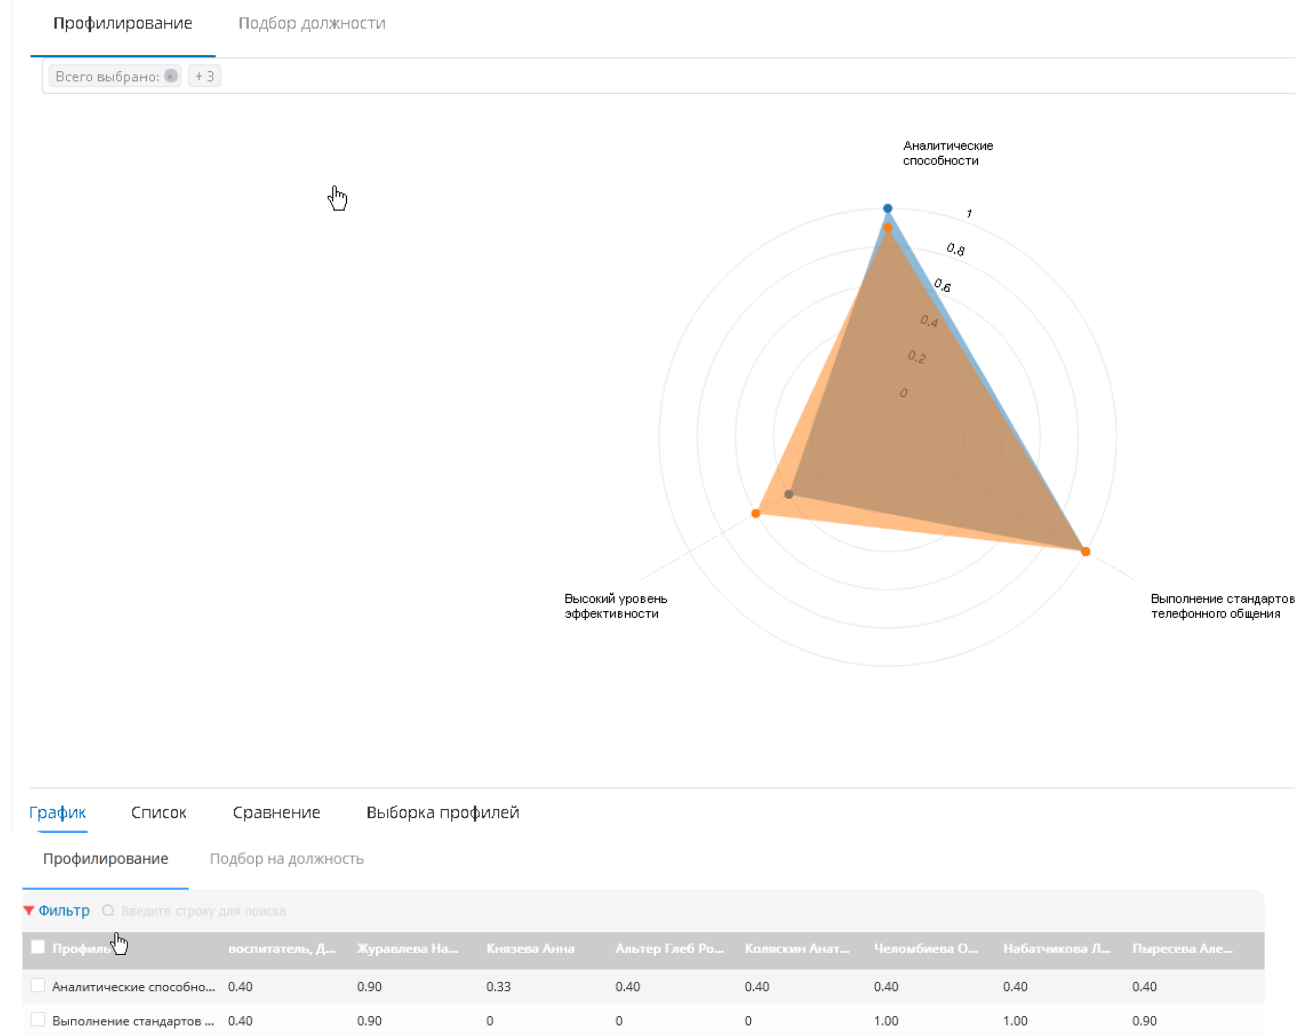 Профилирование Подбор должности
Всего выбрано: + 3
Аналитические
способности
1
0.8
0.6
0.4
0.2
0
Высокий уровень
эффективности
Выполнение стандартов
телефонного общения
График Список Сравнение Выборка профилей
Профилирование Подбор на должность
Фильтр Введите строку для поиска
Профиль воспитатель, Д... Журавлева На... Князева Анна Альтер Глеб Ро... Коляскин Анат... Челомбиева О... Набатчикова Л... Пыресева Але...
Аналитические способно... 0.40 0.90 0.33 0.40 0.40 0.40 0.40 0.40
Выполнение стандартов ... 0.40 0.90 0 0 0 1.00 1.00 0.90